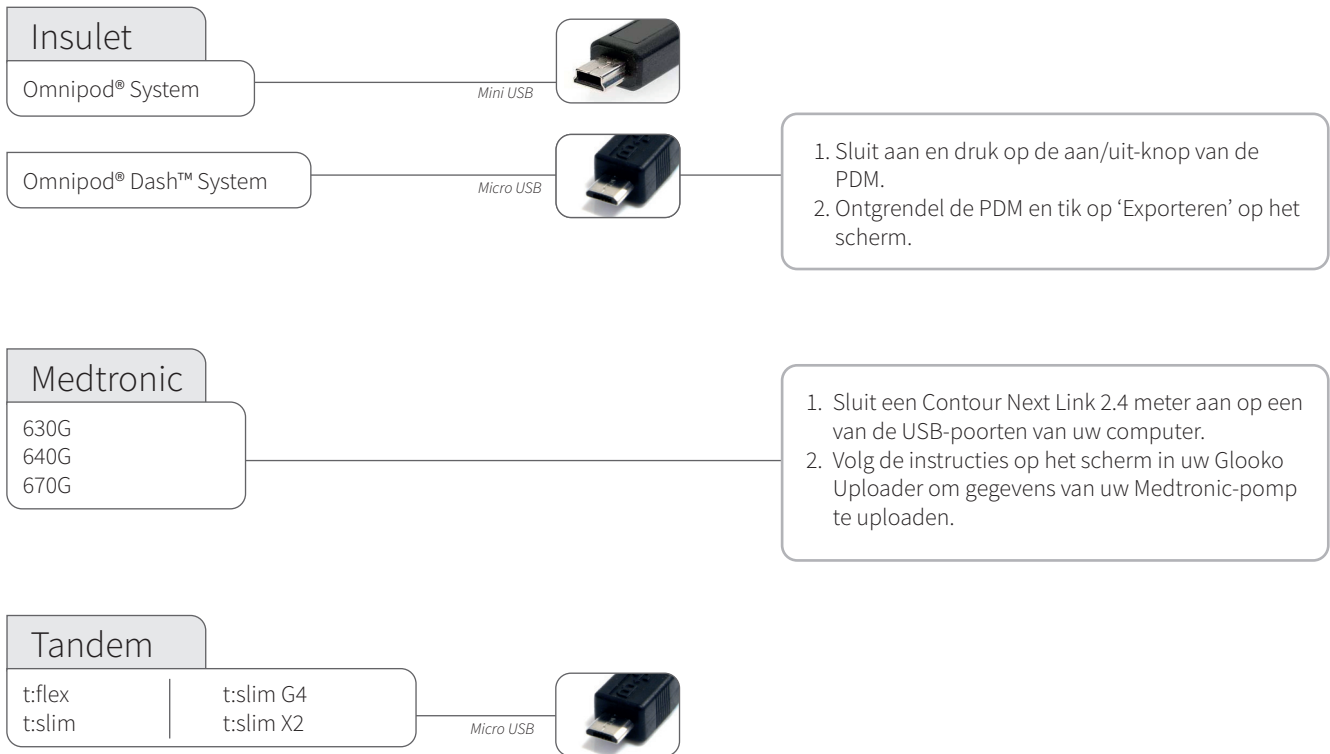 Insulet
Omnipod® System
Mini USB
Omnipod® Dash™ System
Micro USB
1. Sluit aan en druk op de aan/uit-knop van de
PDM.
2. Ontgrendel de PDM en tik op ‘Exporteren’ op het
scherm.
Medtronic
630G
640G
670G
1. Sluit een Contour Next Link 2.4 meter aan op een
van de USB-poorten van uw computer.
2. Volg de instructies op het scherm in uw Glooko
Uploader om gegevens van uw Medtronic-pomp
te uploaden.
Tandem
t:flex
t:slim
t:slim G4
t:slim X2
Micro USB